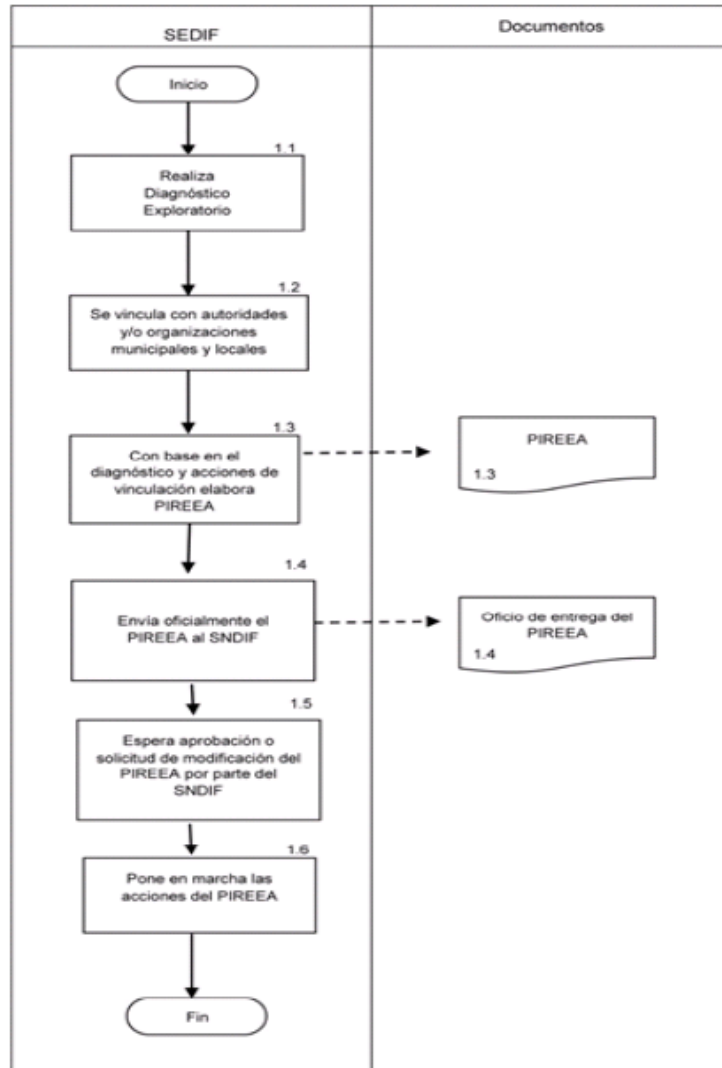 SEDIF
Documentos
Inicio
1.1
Realiza
Diagnóstico
Exploratorio
1.2
Se vincula con autoridades
y/o organizaciones
municipales y locales
1.3
Con base en el
diagnóstico y acciones de
vinculación elabora
PIREEA
PIREEA
1.3
1.4
Envía oficialmente el
PIREEA al SNDIF
Oficio de entrega del
PIREEA
1.4
1.5
Espera aprobación o
solicitud de modificación del
PIREEA por parte del
SNDIF
1.6
Pone en marcha las
acciones del PIREEA
Fin